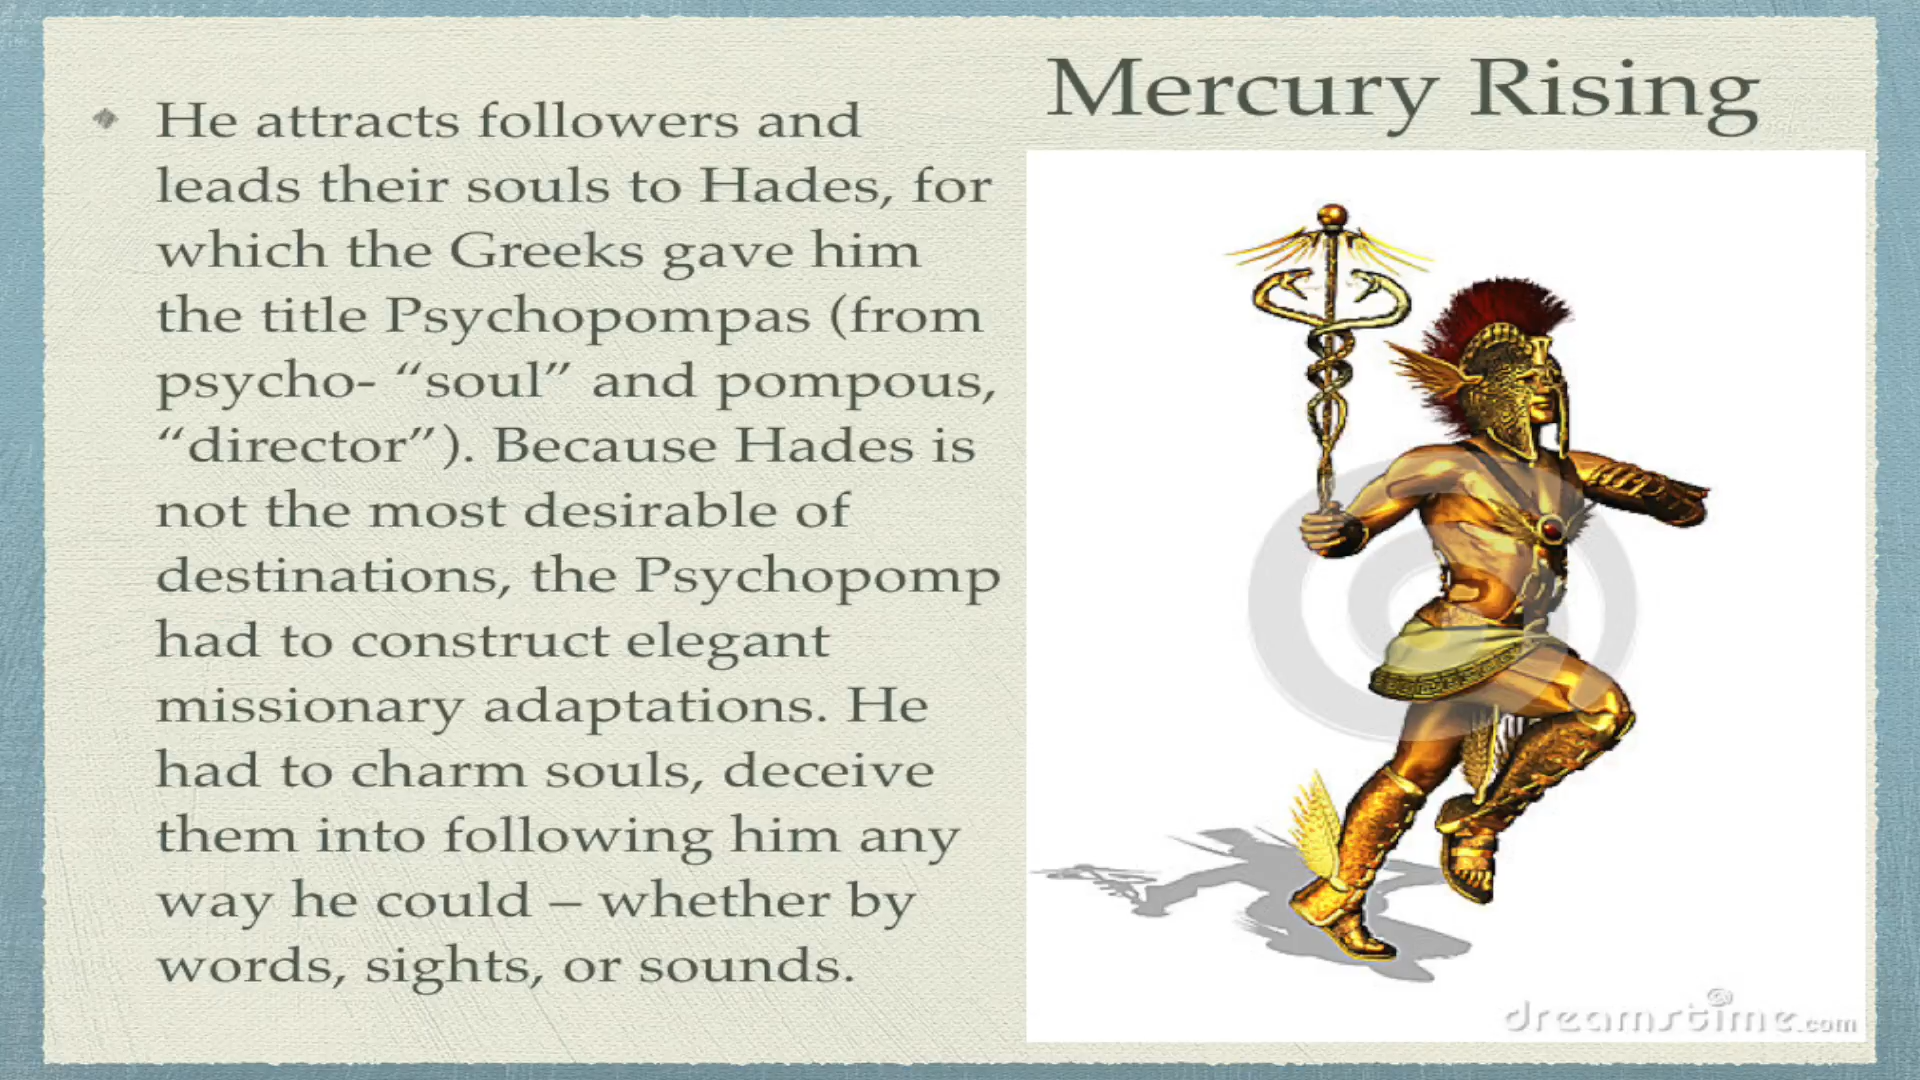 Mercury Rising
He attracts followers and
leads their souls to Hades, for
which the Greeks gave him
the title Psychopompas (from
psycho- “soul” and pompous,
“director”). Because Hades is
not the most desirable of
destinations, the Psychopomp
had to construct elegant
missionary adaptations. He
had to charm souls, deceive
them into following him any
way he could – whether by
words, sights, or sounds.
dreamstime.com